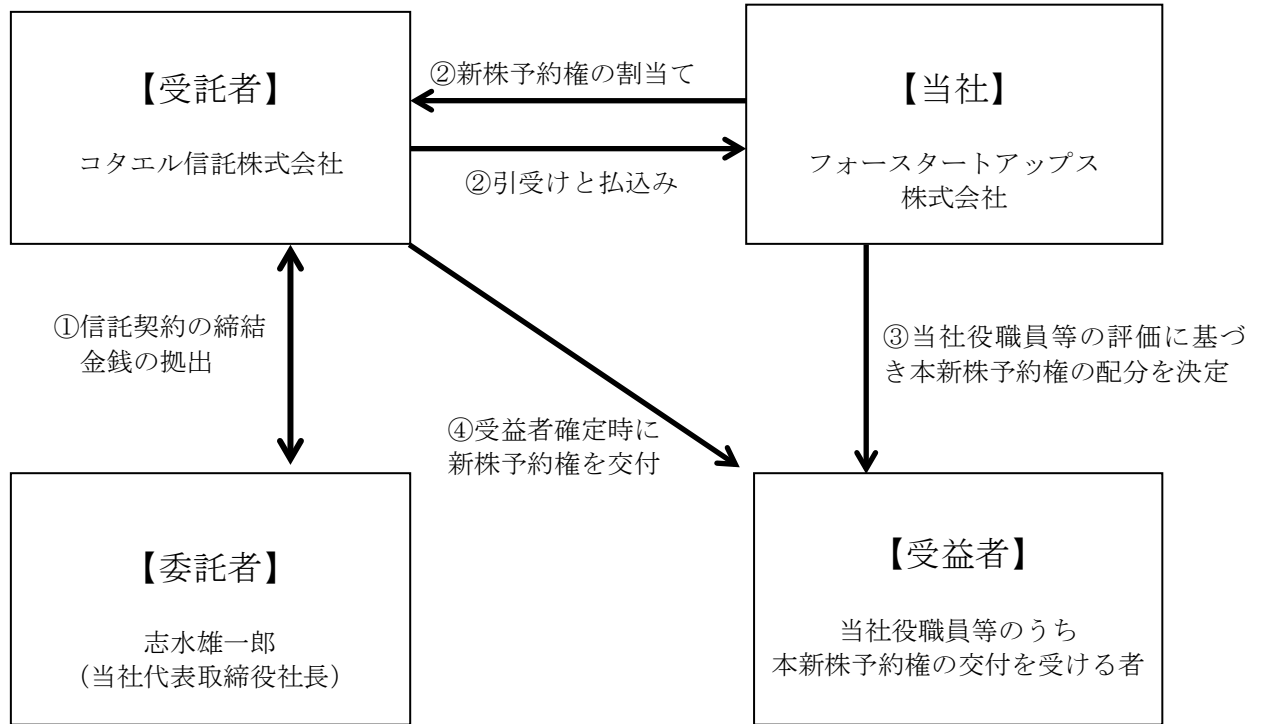 【受託者】
コタエル信託株式会社
②新株予約権の割当て
②引受けと払込み
【当社】
フォースタートアップス
株式会社
①信託契約の締結
金銭の拠出
③当社役職員等の評価に基づ
き本新株予約権の配分を決定
④受益者確定時に
新株予約権を交付
【委託者】
志水雄一郎
（当社代表取締役社長）
【受益者】
当社役職員等のうち
本新株予約権の交付を受ける者